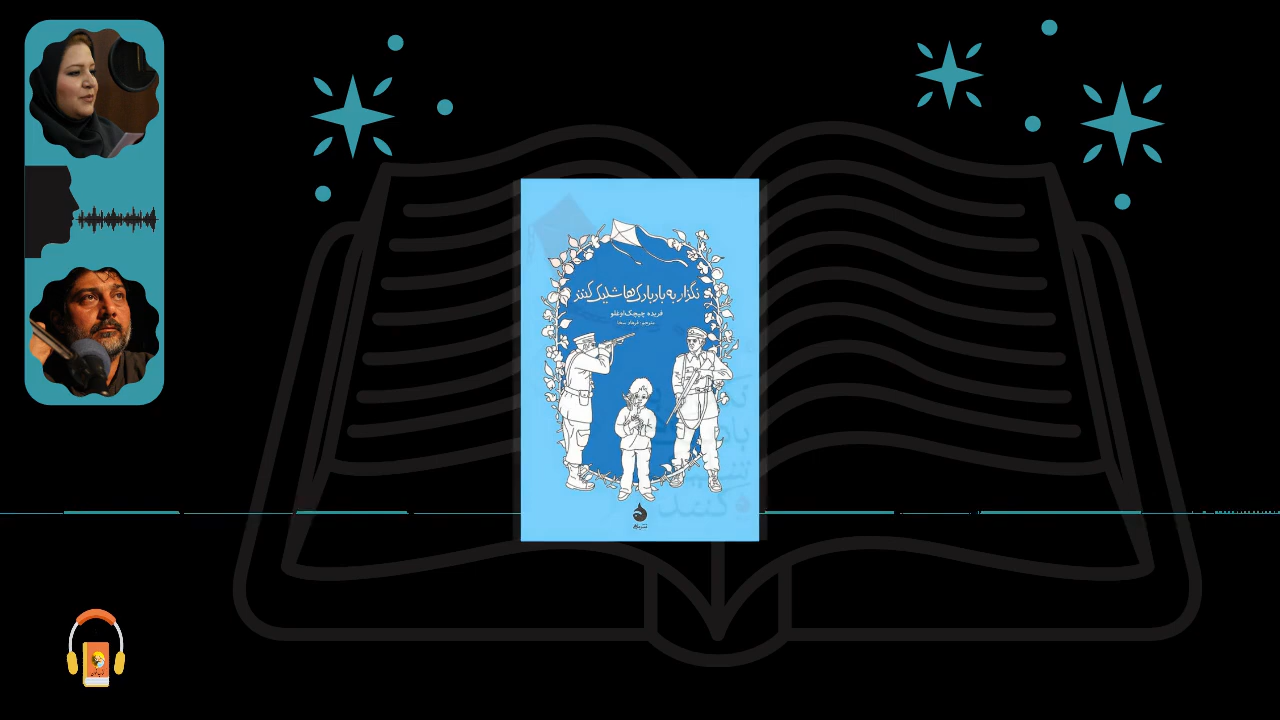 نگذار به بادبادک‌ها شلیک کنند
فریده چیچک‌اوغلو
مترجم: فرهاد سخا